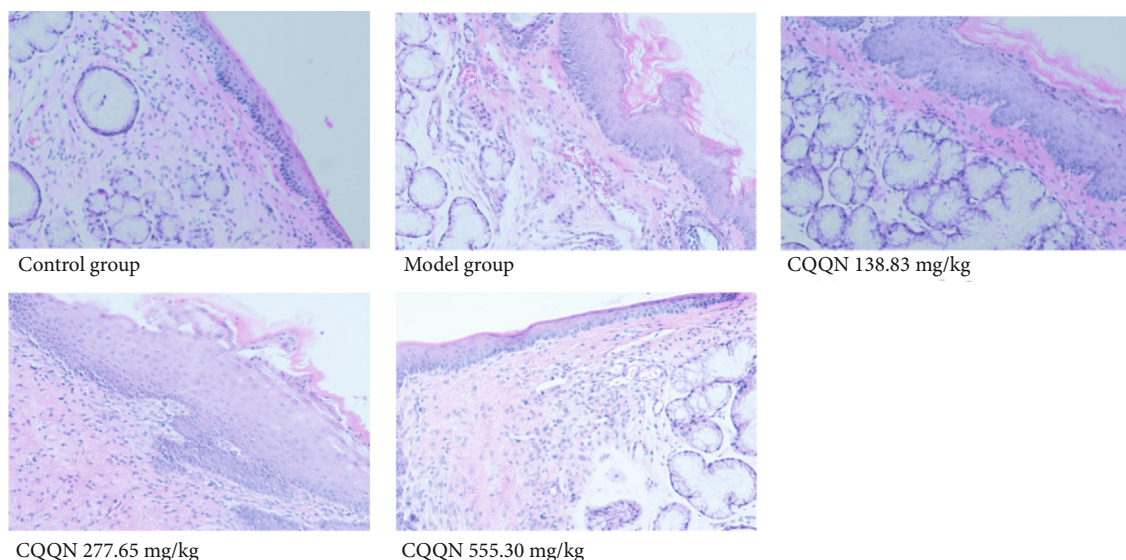 Control group
Model group
CQQN 138.83 mg/kg
CQQN 277.65 mg/kg
CQQN 555.30 mg/kg